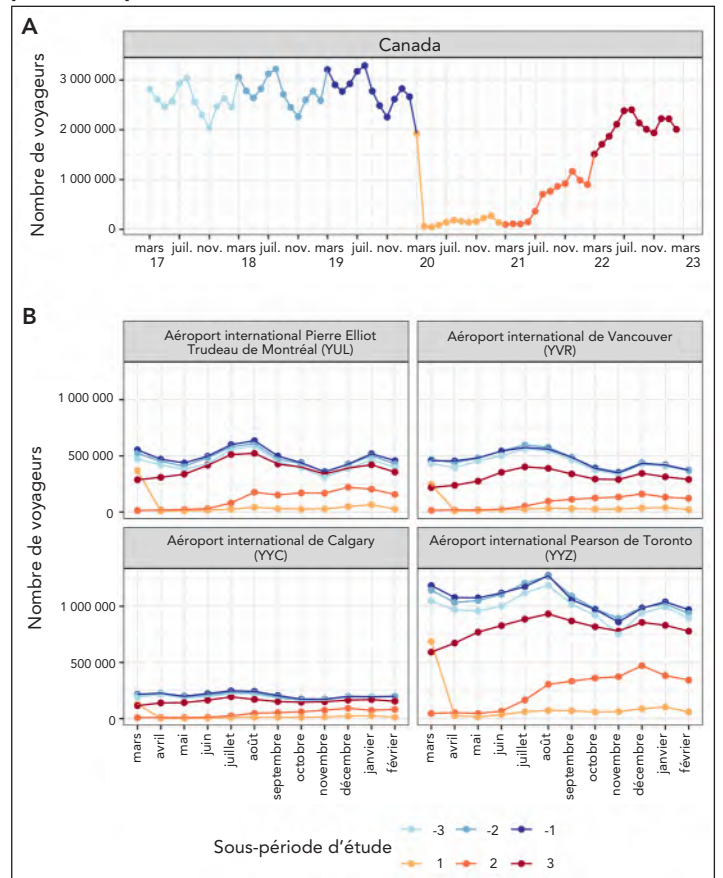 A
Canada
Nombre de voyageurs
3 000 000
2 000 000
1 000 000
0
mars juil. nov. mars juil. nov. mars juil. nov. mars juil. nov. mars juil. nov. mars juil. nov. mars
17 18 19 20 21 22 23
B
Aéroport international Pierre Elliot
Trudeau de Montréal (YUL)
Aéroport international de Vancouver
(YVR)
Nombre de voyageurs
1 000 000
500 000
0
Aéroport international de Calgary
(YYC)
Aéroport international Pearson de Toronto
(YYZ)
Nombre de voyageurs
1 000 000
500 000
0
mars
avril
mai
juin
juillet
août
septembre
octobre
novembre
décembre
janvier
février
mars
avril
mai
juin
juillet
août
septembre
octobre
novembre
décembre
janvier
février
Sous-période d'étude
-3 -2 -1
1 2 3